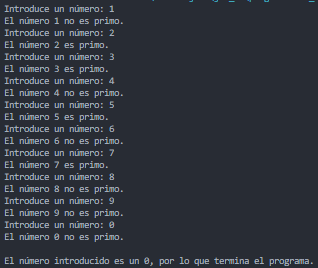 Introduce un número: 1
El número 1 no es primo.
Introduce un número: 2
El número 2 es primo.
Introduce un número: 3
El número 3 es primo.
Introduce un número: 4
El número 4 no es primo.
Introduce un número: 5
El número 5 es primo.
Introduce un número: 6
El número 6 no es primo.
Introduce un número: 7
El número 7 es primo.
Introduce un número: 8
El número 8 no es primo.
Introduce un número: 9
El número 9 no es primo.
Introduce un número: 0
El número 0 no es primo.
El número introducido es un 0, por lo que termina el programa.